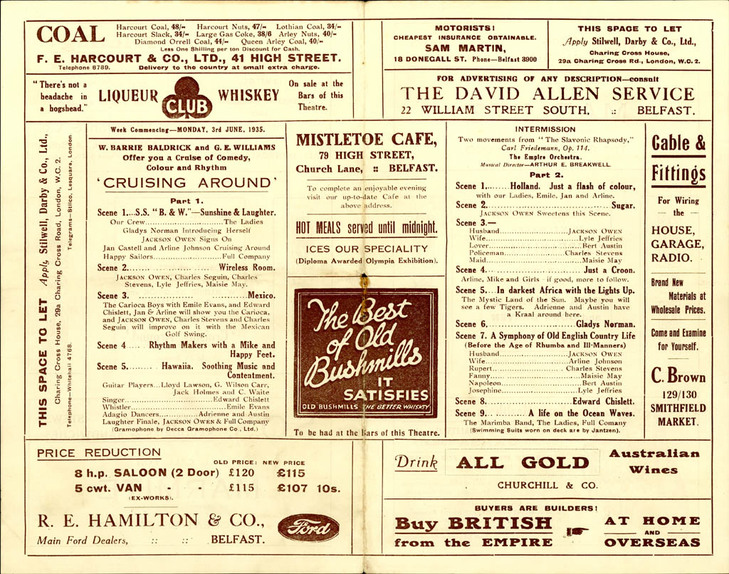 COAL
Harcourt Coal, 48/- Harcourt Nuts, 47/- Lothian Coal, 34/-
Harcourt Slack, 34/- Large Gas Coke, 38/6 Arley Nuts, 40/-
Diamond Orrell Coal, 44/- Queen Arley Coal, 40/-
Less One Shilling per ton Discount for Cash.
F. E. HARCOURT & CO., LTD., 41 HIGH STREET.
Telephone 8789. Delivery to the country at small extra charge.
"There's not a
headache in
a hogshead."
LIQUEUR CLUB WHISKEY
On sale at the
Bars of this
Theatre.
THIS SPACE TO LET Apply Stilwell, Darby & Co., Ltd.,
Charing Cross House, 29a Charing Cross Road, London, W.C. 2.
Telephone—Whitehall 4768. Telegrams—Stilco, Lesquare, London
Week Commencing—MONDAY, 3rd JUNE, 1935.
W. BARRIE BALDRICK and G. E. WILLIAMS
Offer you a Cruise of Comedy,
Colour and Rhythm
'CRUISING AROUND'
Part 1.
Scene 1....S.S. "B. & W."—Sunshine & Laughter.
Our Crew..............................The Ladies
Gladys Norman Introducing Herself
JACKSON OWEN Signs On
Jan Castell and Arline Johnson Cruising Around
Happy Sailors.....................Full Company
Scene 2..................... Wireless Room.
JACKSON OWEN, Charles Seguin, Charles
Stevens, Lyle Jeffries, Maisie May.
Scene 3. ..............................Mexico.
The Carioca Boys with Emile Evans, and Edward
Chislett, Jan & Arline will show you the Carioca,
and JACKSON OWEN, Charles Stevens and Charles
Seguin will improve on it with the Mexican
Golf Swing.
Scene 4 ..... Rhythm Makers with a Mike and
Happy Feet.
Scene 5...... Hawaiia. Soothing Music and
Contentment.
Guitar Players...Lloyd Lawson, G. Wilson Carr,
Jack Holmes and C. Waite
Singer.........................Edward Chislett
Whistler...........................Emile Evans
Adagio Dancers...........Adrienne and Austin
Laughter Finale, JACKSON OWEN & Full Company
(Gramophone by Decca Gramophone Co., Ltd.)
MISTLETOE CAFE,
79 HIGH STREET,
Church Lane, :: BELFAST.
To complete an enjoyable evening
visit our up-to-date Cafe at the
above address.
HOT MEALS served until midnight.
ICES OUR SPECIALITY
(Diploma Awarded Olympia Exhibition).
The Best
of Old
Bushmills
IT
SATISFIES
OLD BUSHMILLS "THE BETTER WHISKY"
To be had at the Bars of this Theatre.
PRICE REDUCTION
OLD PRICE: NEW PRICE
8 h.p. SALOON (2 Door) £120 £115
5 cwt. VAN - - £115 £107 10s.
(EX-WORKS).
R. E. HAMILTON & CO.,
Main Ford Dealers, :: :: BELFAST.
Ford
MOTORISTS!
CHEAPEST INSURANCE OBTAINABLE.
SAM MARTIN,
18 DONEGALL ST. Phone—Belfast 3900
THIS SPACE TO LET
Apply Stilwell, Darby & Co., Ltd.,
Charing Cross House,
29a Charing Cross Rd., London, W.C. 2.
FOR ADVERTISING OF ANY DESCRIPTION—consult
THE DAVID ALLEN SERVICE
22 WILLIAM STREET SOUTH, :: BELFAST.
INTERMISSION
Two movements from "The Slavonic Rhapsody,"
Carl Friedemann, Op. 114.
The Empire Orchestra.
Musical Director—ARTHUR E. BREAKWELL.
Part 2.
Scene 1,......Holland. Just a flash of colour,
with our Ladies, Emile, Jan and Arline.
Scene 2.................................Sugar.
JACKSON OWEN Sweetens this Scene.
Scene 3.—
Husband.....................JACKSON OWEN
Wife...........................Lyle Jeffries
Lover...........................Bert Austin
Policeman..................Charles Stevens
Maid...........................Maisie May
Scene 4.........................Just a Croon.
Arline, Mike and Girls if good, more to follow.
Scene 5....In darkest Africa with the Lights Up.
The Mystic Land of the Sun. Maybe you will
see a few Tigers. Adrienne and Austin have
a Kraal around here.
Scene 6.......................Gladys Norman.
Scene 7. A Symphony of Old English Country Life
(Before the Age of Rhumba and Ill-Manners)
Husband.....................JACKSON OWEN
Wife........................Arline Johnson
Rupert.....................Charles Stevens
Fanny..........................Maisie May
Napoleon.......................Bert Austin
Josephine.....................Lyle Jeffries
Scene 8......................Edward Chislett.
Scene 9. .......... A life on the Ocean Waves.
The Marimba Band, The Ladies, Full Comany
(Swimming Suits worn on deck are by Jantzen).
Cable &
Fittings
For Wiring
the
HOUSE,
GARAGE,
RADIO.
Brand New
Materials at
Wholesale Prices.
Come and Examine
for Yourself.
C. Brown
129/130
SMITHFIELD
MARKET.
Drink ALL GOLD Australian
Wines
CHURCHILL & CO.
BUYERS ARE BUILDERS!
Buy BRITISH
from the EMPIRE
AT HOME
AND
OVERSEAS